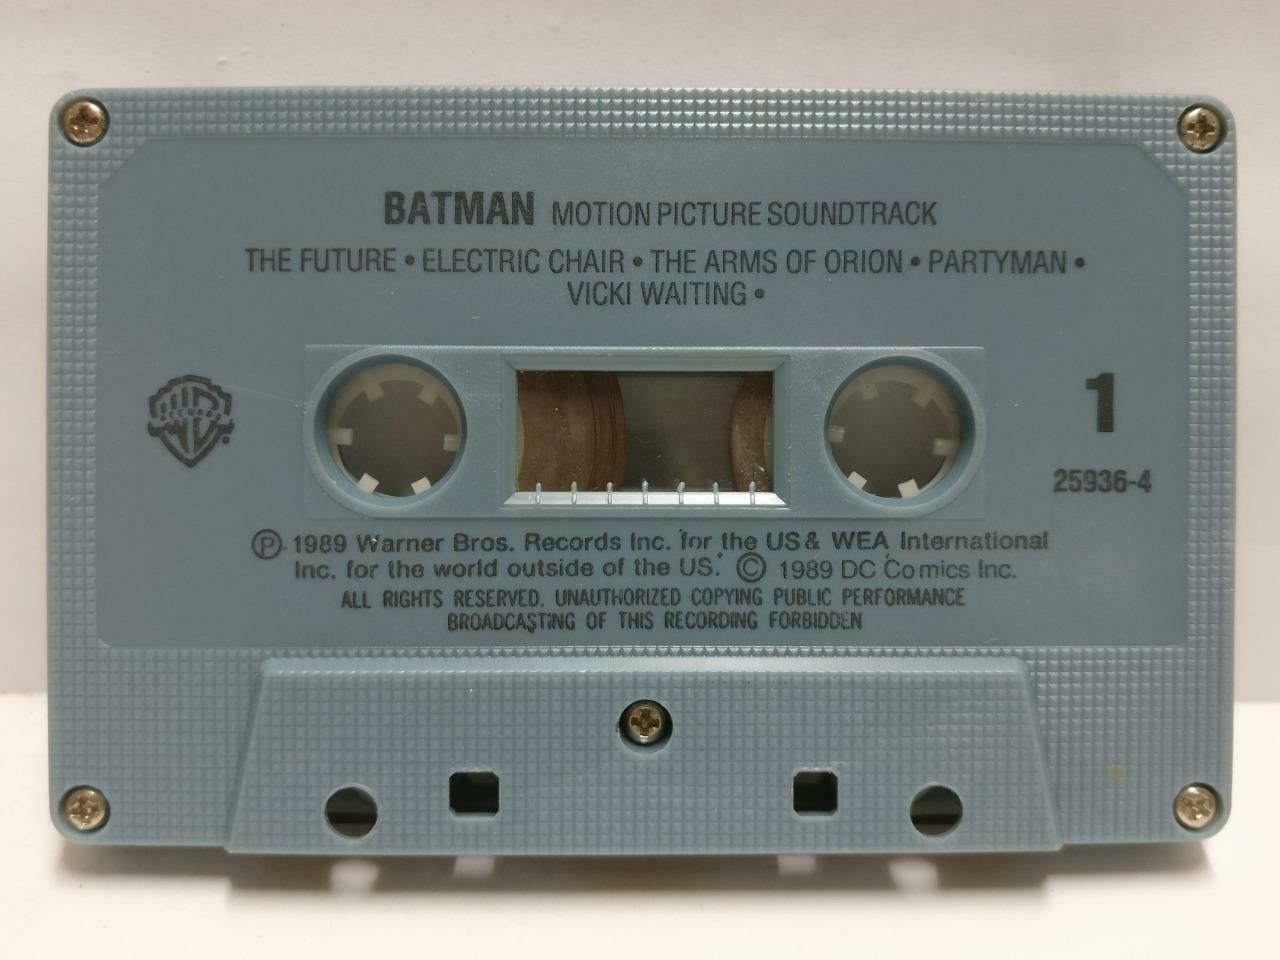 BATMAN MOTION PICTURE SOUNDTRACK
THE FUTURE • ELECTRIC CHAIR • THE ARMS OF ORION • PARTYMAN •
VICKI WAITING •
RECORDS
1
25936-4
Ⓟ 1989 Warner Bros. Records Inc. for the US & WEA International
Inc. for the world outside of the US. © 1989 DC Comics Inc.
ALL RIGHTS RESERVED. UNAUTHORIZED COPYING PUBLIC PERFORMANCE
BROADCASTING OF THIS RECORDING FORBIDDEN